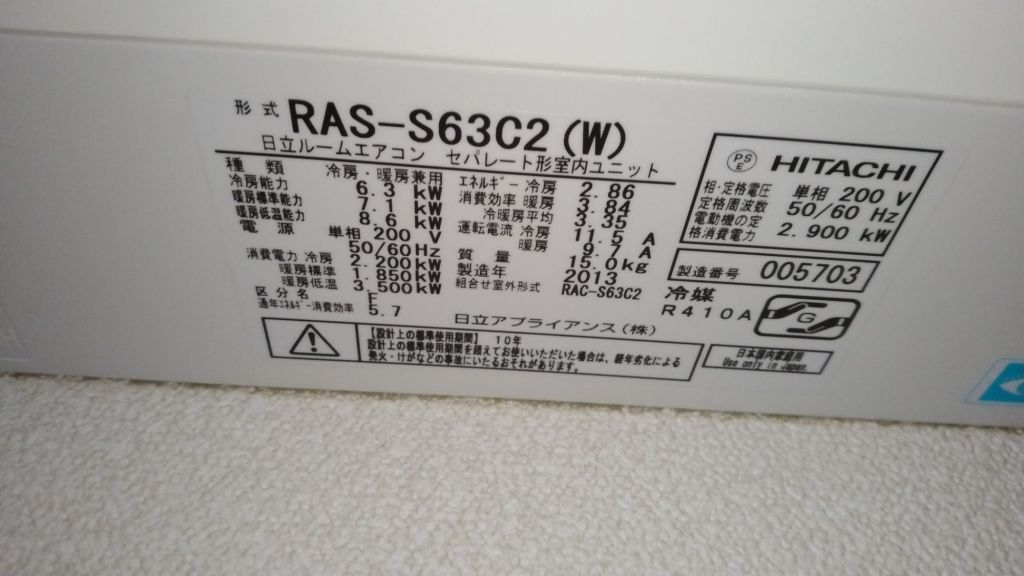 形式 RAS-S63C2 (W)
日立ルームエアコン セパレート形室内ユニット
種類 冷房・暖房兼用
冷房能力 6.3 kW
暖房標準能力 7.1 kW
暖房低温能力 8.6 kW
電源 単相 200 V
50/60Hz
消費電力 冷房 2.200kW
暖房標準 1.850kW
暖房低温 3.500kW
区分名 F
通年エネルギー消費効率 5.7
エネルギー 冷房 2.86
消費効率 暖房 3.84
冷暖房平均 3.35
運転電流 冷房 11.5 A
暖房 9.7 A
質量 15.0kg
製造年 2013
組合せ室外形式 RAC-S63C2
日立アプライアンス(株)
PSE HITACHI
相・定格電圧 単相 200 V
定格周波数 50/60 Hz
電動機の定
格消費電力 2.900 kW
製造番号 005703
冷媒
R410A
G
【設計上の標準使用期間】 10年
設計上の標準使用期間を超えてお使いいただいた場合は、経年劣化による
発火・けがなどの事故にいたるおそれがあります。
日本国内家庭用
Use only in Japan.